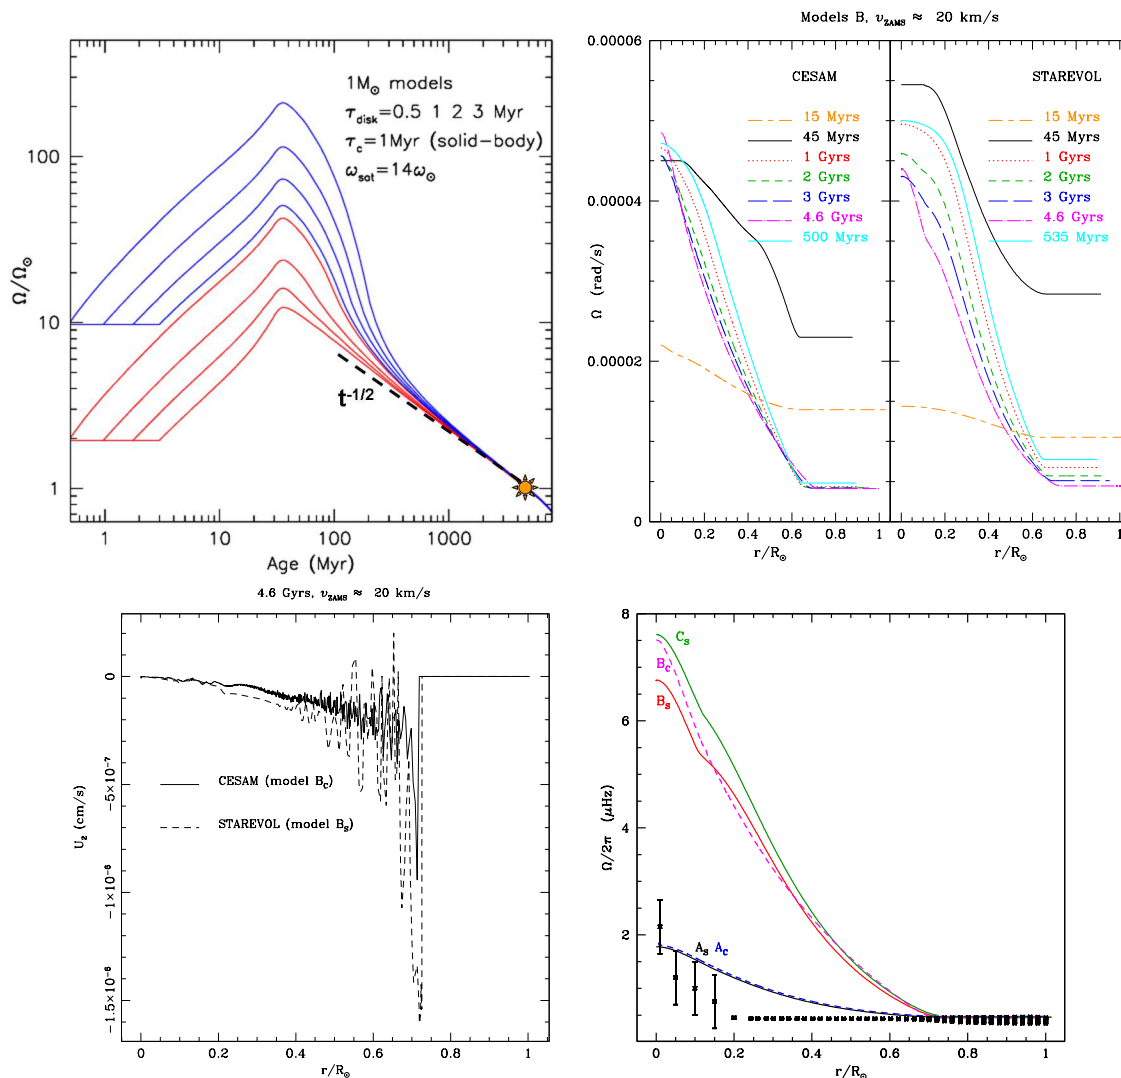 1M⊙ models
τdisk=0.5 1 2 3 Myr
τc=1Myr (solid-body)
ωsat=14ω⊙
Ω/Ω⊙
100
10
1
t-1/2
1
10
100
1000
Age (Myr)
Models B, υZAMS ≈ 20 km/s
0.00006
0.00004
0.00002
0
Ω (rad/s)
CESAM
15 Myrs
45 Myrs
1 Gyrs
2 Gyrs
3 Gyrs
4.6 Gyrs
500 Myrs
STAREVOL
15 Myrs
45 Myrs
1 Gyrs
2 Gyrs
3 Gyrs
4.6 Gyrs
535 Myrs
0 0.2 0.4 0.6 0.8 1
0 0.2 0.4 0.6 0.8 1
r/R⊙
r/R⊙
4.6 Gyrs, υZAMS ≈ 20 km/s
0
−5×10−7
−1×10−6
−1.5×10−6
U2 (cm/s)
CESAM (model BC)
STAREVOL (model BS)
0 0.2 0.4 0.6 0.8 1
r/R⊙
8
6
4
2
0
Ω/2π (μHz)
CS
BC
BS
AS AC
0 0.2 0.4 0.6 0.8 1
r/R⊙